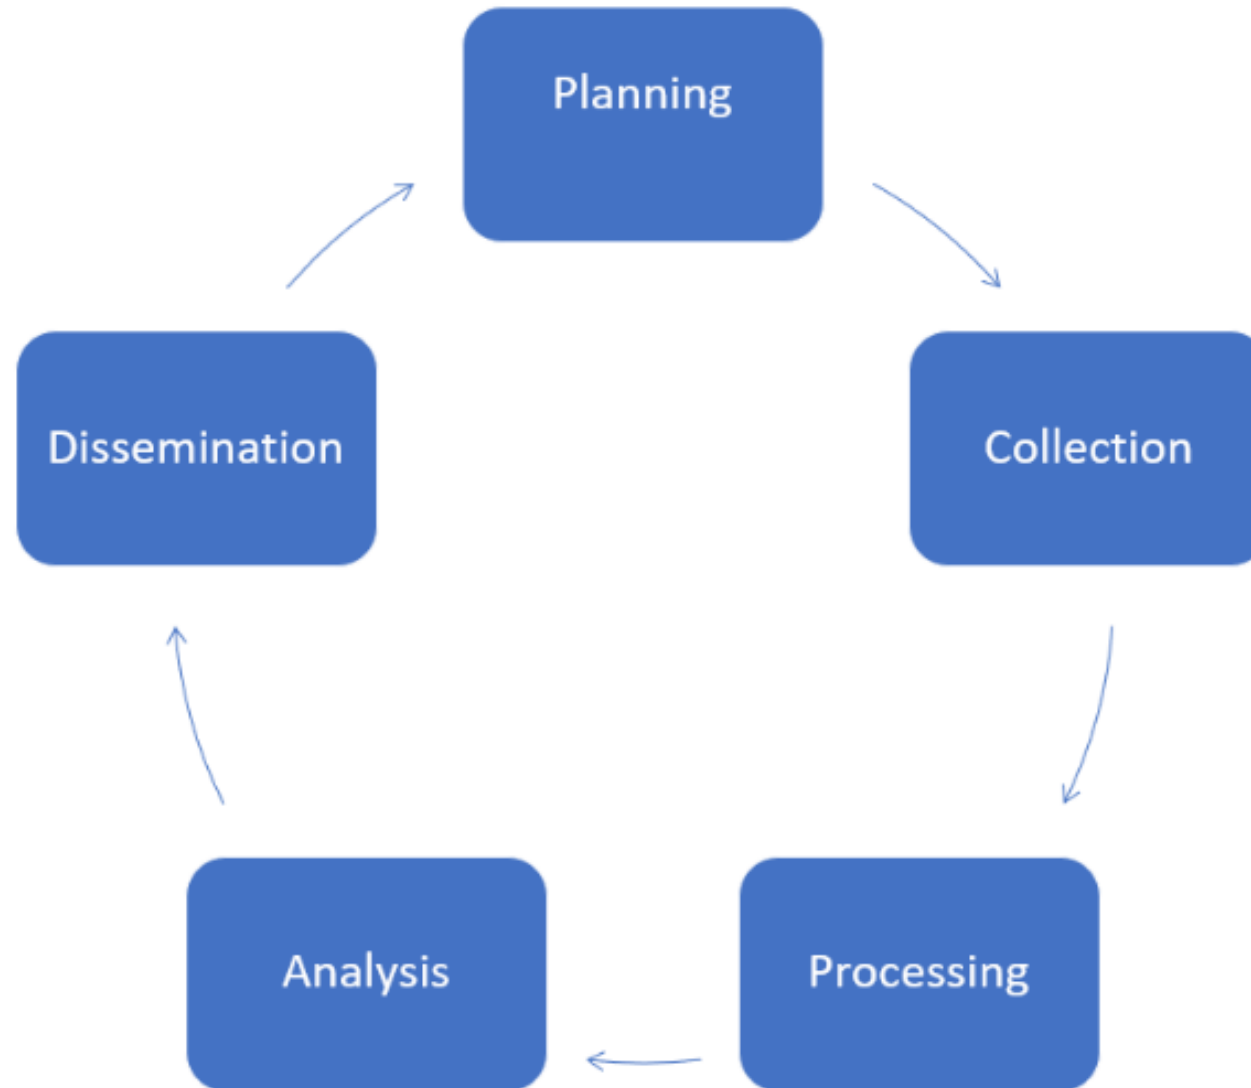 Planning
Collection
Processing
Analysis
Dissemination